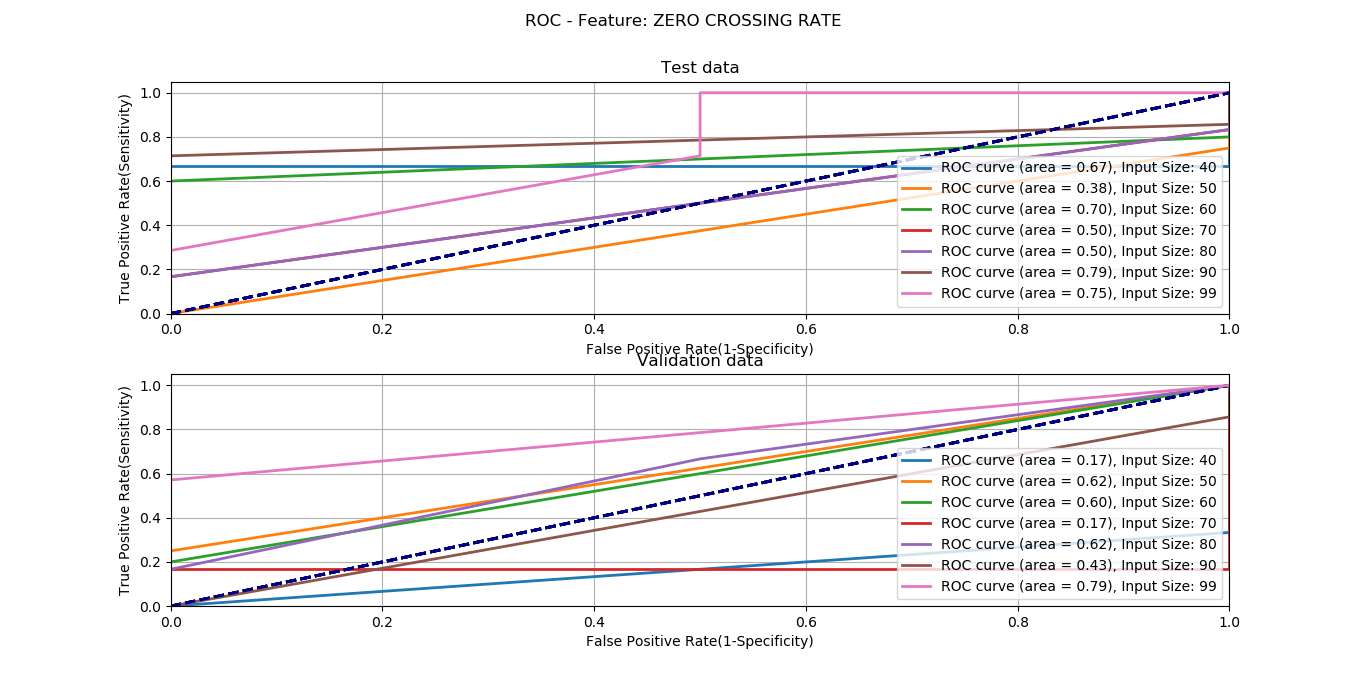 ROC - Feature: ZERO CROSSING RATE
Test data
True Positive Rate(Sensitivity)
1.0
0.8
0.6
0.4
0.2
0.0
ROC curve (area = 0.67), Input Size: 40
ROC curve (area = 0.38), Input Size: 50
ROC curve (area = 0.70), Input Size: 60
ROC curve (area = 0.50), Input Size: 70
ROC curve (area = 0.50), Input Size: 80
ROC curve (area = 0.79), Input Size: 90
ROC curve (area = 0.75), Input Size: 99
0.0 0.2 0.4 0.6 0.8 1.0
False Positive Rate(1-Specificity)
Validation data
True Positive Rate(Sensitivity)
1.0
0.8
0.6
0.4
0.2
0.0
ROC curve (area = 0.17), Input Size: 40
ROC curve (area = 0.62), Input Size: 50
ROC curve (area = 0.60), Input Size: 60
ROC curve (area = 0.17), Input Size: 70
ROC curve (area = 0.62), Input Size: 80
ROC curve (area = 0.43), Input Size: 90
ROC curve (area = 0.79), Input Size: 99
0.0 0.2 0.4 0.6 0.8 1.0
False Positive Rate(1-Specificity)